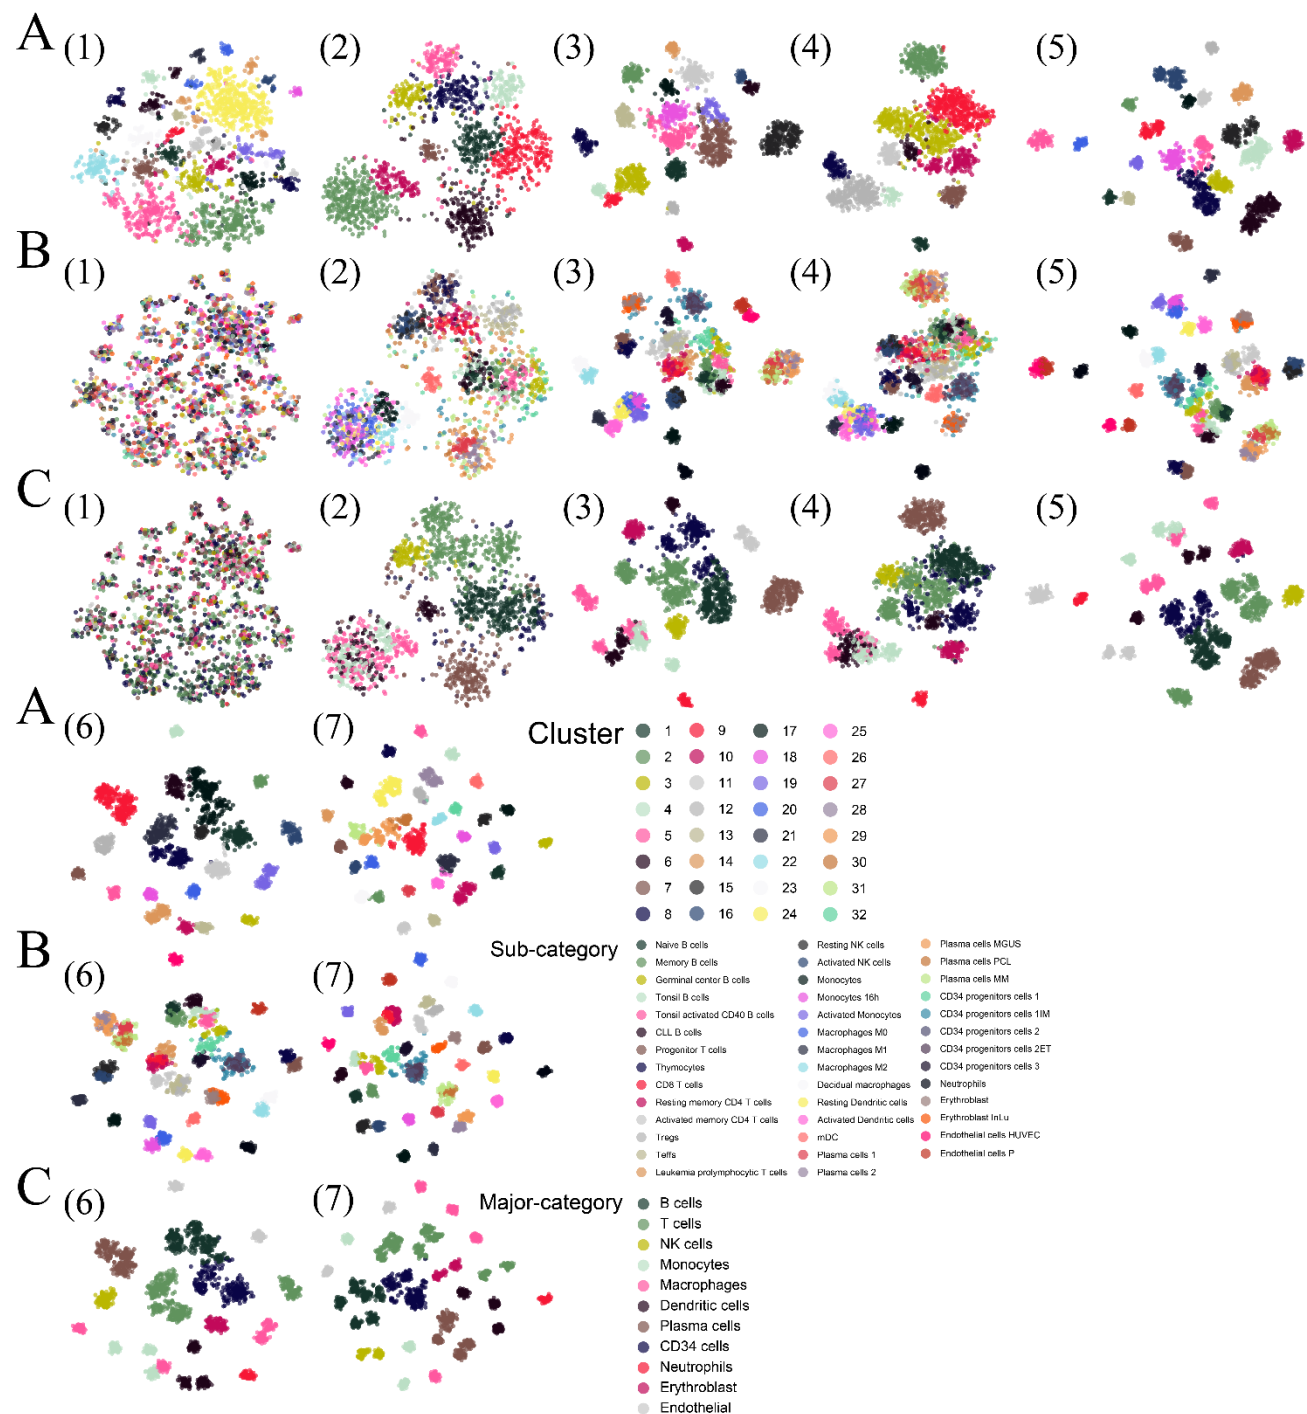 A
(1) (2) (3) (4) (5)
B
(1) (2) (3) (4) (5)
C
(1) (2) (3) (4) (5)
A
(6) (7)
Cluster
1 9 17 25
2 10 18 26
3 11 19 27
4 12 20 28
5 13 21 29
6 14 22 30
7 15 23 31
8 16 24 32
B
(6) (7)
Sub-category
Naive B cells
Memory B cells
Germinal center B cells
Tonsil B cells
Tonsil activated CD40 B cells
CLL B cells
Progenitor T cells
Thymocytes
CD8 T cells
Resting memory CD4 T cells
Activated memory CD4 T cells
Tregs
Teffs
Leukemia prolymphocytic T cells
Resting NK cells
Activated NK cells
Monocytes
Monocytes 16h
Activated Monocytes
Macrophages M0
Macrophages M1
Macrophages M2
Decidual macrophages
Resting Dendritic cells
Activated Dendritic cells
mDC
Plasma cells 1
Plasma cells 2
Plasma cells MGUS
Plasma cells PCL
Plasma cells MM
CD34 progenitors cells 1
CD34 progenitors cells 1IM
CD34 progenitors cells 2
CD34 progenitors cells 2ET
CD34 progenitors cells 3
Neutrophils
Erythroblast
Erythroblast InLu
Endothelial cells HUVEC
Endothelial cells P
C
(6) (7)
Major-category
B cells
T cells
NK cells
Monocytes
Macrophages
Dendritic cells
Plasma cells
CD34 cells
Neutrophils
Erythroblast
Endothelial